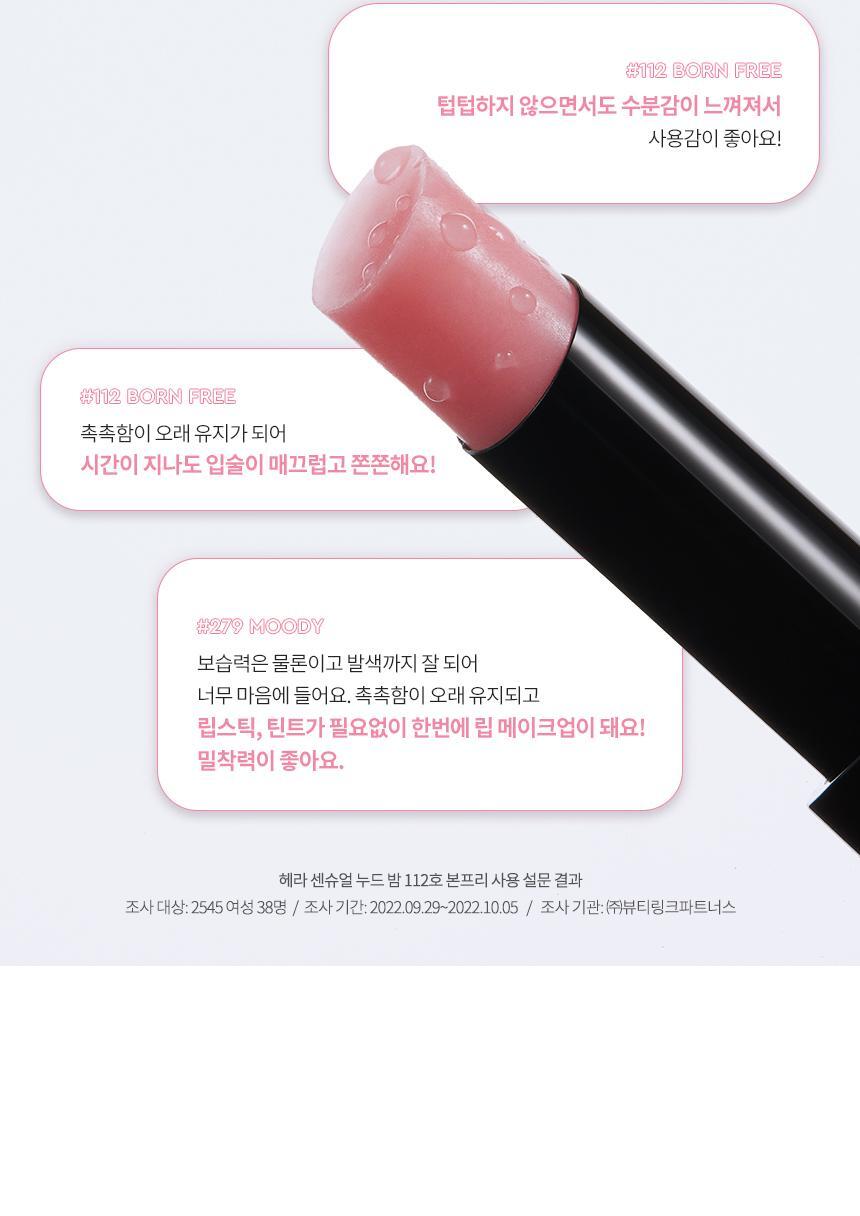 #112 BORN FREE
텁텁하지 않으면서도 수분감이 느껴져서
사용감이 좋아요!
#112 BORN FREE
촉촉함이 오래 유지가 되어
시간이 지나도 입술이 매끄럽고 쫀쫀해요!
#279 MOODY
보습력은 물론이고 발색까지 잘 되어
너무 마음에 들어요. 촉촉함이 오래 유지되고
립스틱, 틴트가 필요없이 한번에 립 메이크업이 돼요!
밀착력이 좋아요.
헤라 센슈얼 누드 밤 112호 본프리 사용 설문 결과
조사 대상: 2545 여성 38명 / 조사 기간: 2022.09.29~2022.10.05 / 조사 기관: ㈜뷰티링크파트너스